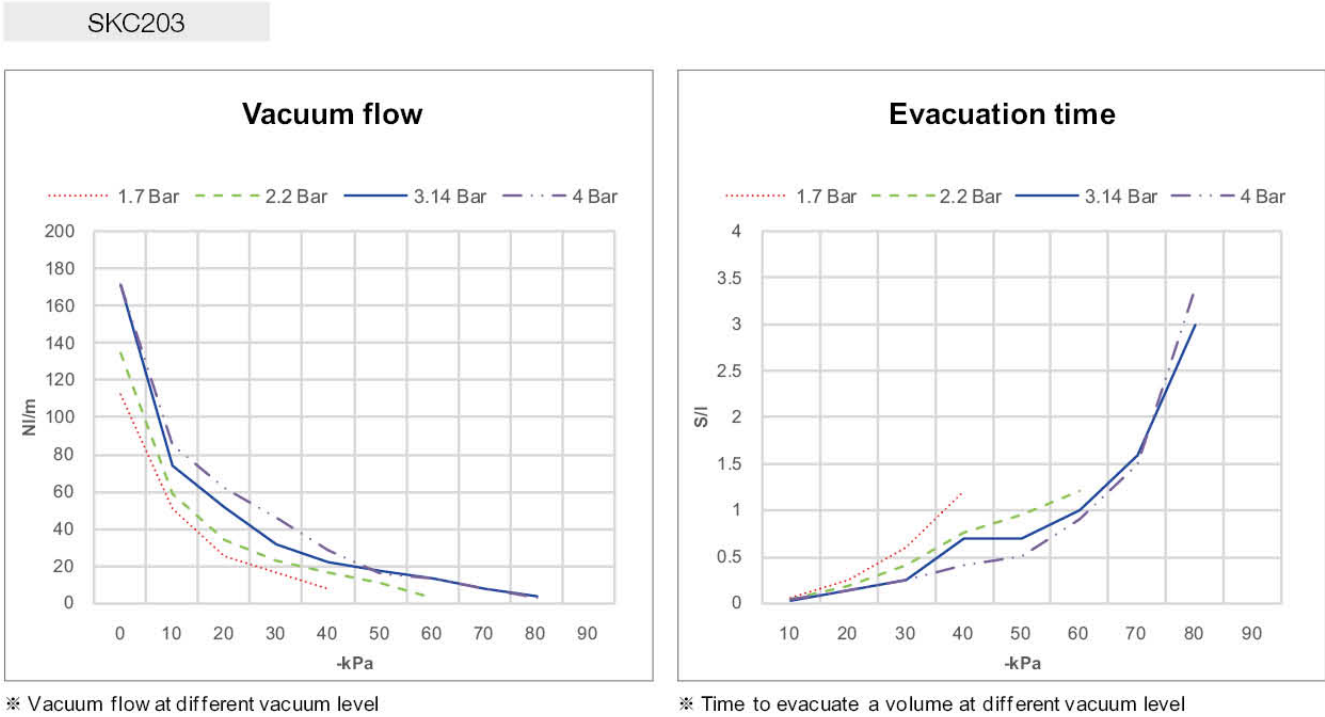 SKC203
Vacuum flow
1.7 Bar 2.2 Bar 3.14 Bar 4 Bar
200
180
160
140
120
100
80
60
40
20
0
Nl/m
0 10 20 30 40 50 60 70 80 90
-kPa
※ Vacuum flow at different vacuum level
Evacuation time
1.7 Bar 2.2 Bar 3.14 Bar 4 Bar
4
3.5
3
2.5
2
1.5
1
0.5
0
S/l
10 20 30 40 50 60 70 80 90
-kPa
※ Time to evacuate a volume at different vacuum level